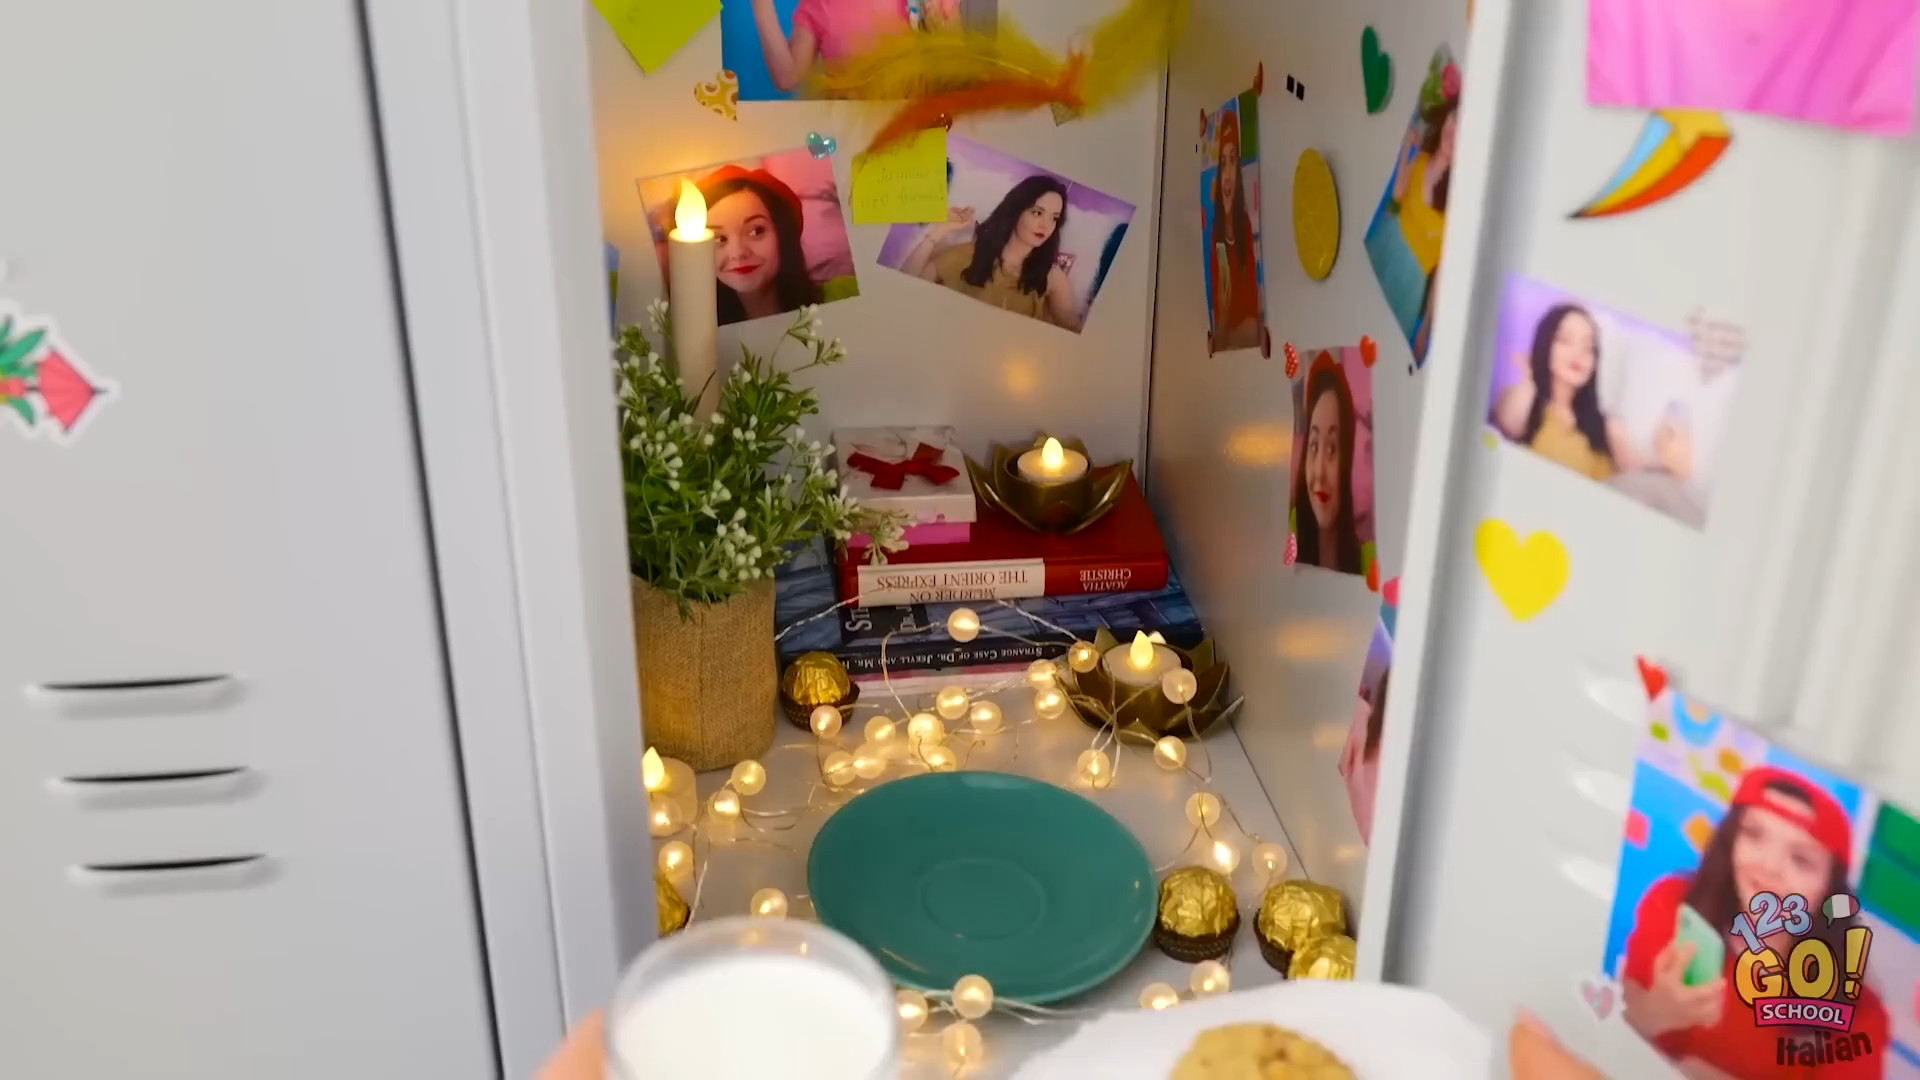 MURDER ON
THE ORIENT EXPRESS
AGATHA
CHRISTIE
STRANGE CASE OF DR. JEKYLL AND MR.
123
GO!
SCHOOL
Italian